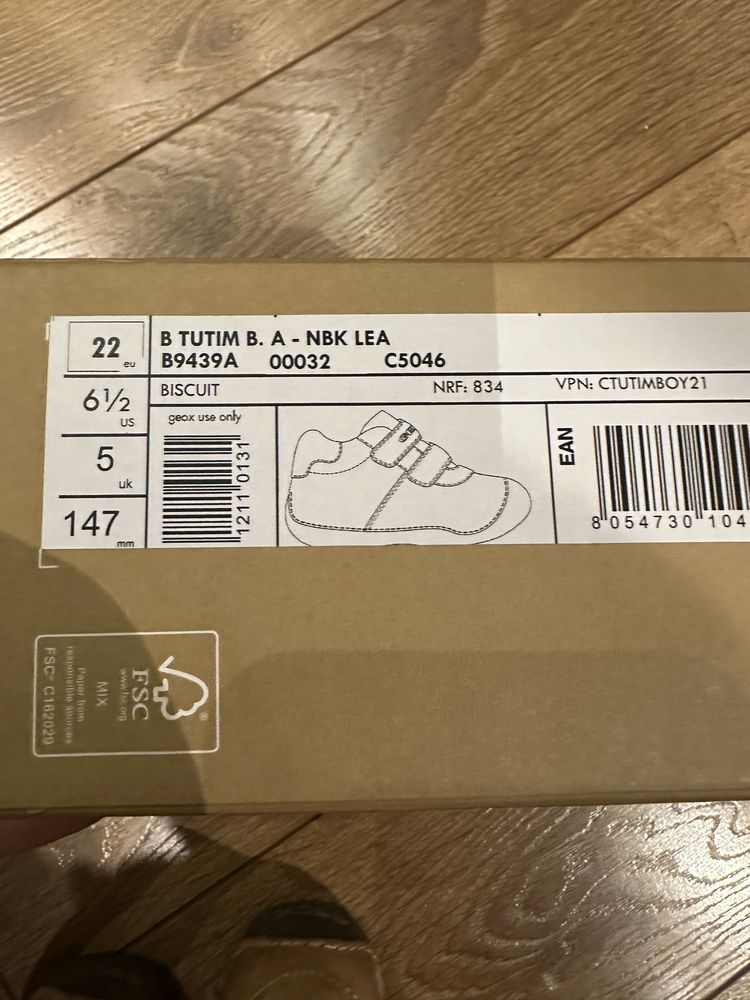 22 eu
6½ US
5 uk
147 mm
B TUTIM B. A - NBK LEA
B9439A 00032 C5046
BISCUIT NRF: 834 VPN: CTUTIMBOY21
geox use only
1211 0131
EAN
8 054730 104
FSC
www.fsc.org
MIX
Paper from
responsible sources
FSC® C162029